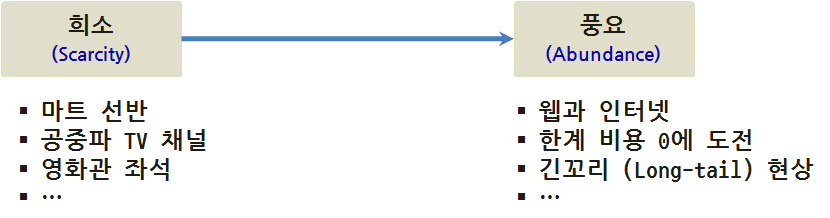 희소
(Scarcity)
▪ 마트 선반
▪ 공중파 TV 채널
▪ 영화관 좌석
▪ …
풍요
(Abundance)
▪ 웹과 인터넷
▪ 한계 비용 0에 도전
▪ 긴꼬리 (Long-tail) 현상
▪ …